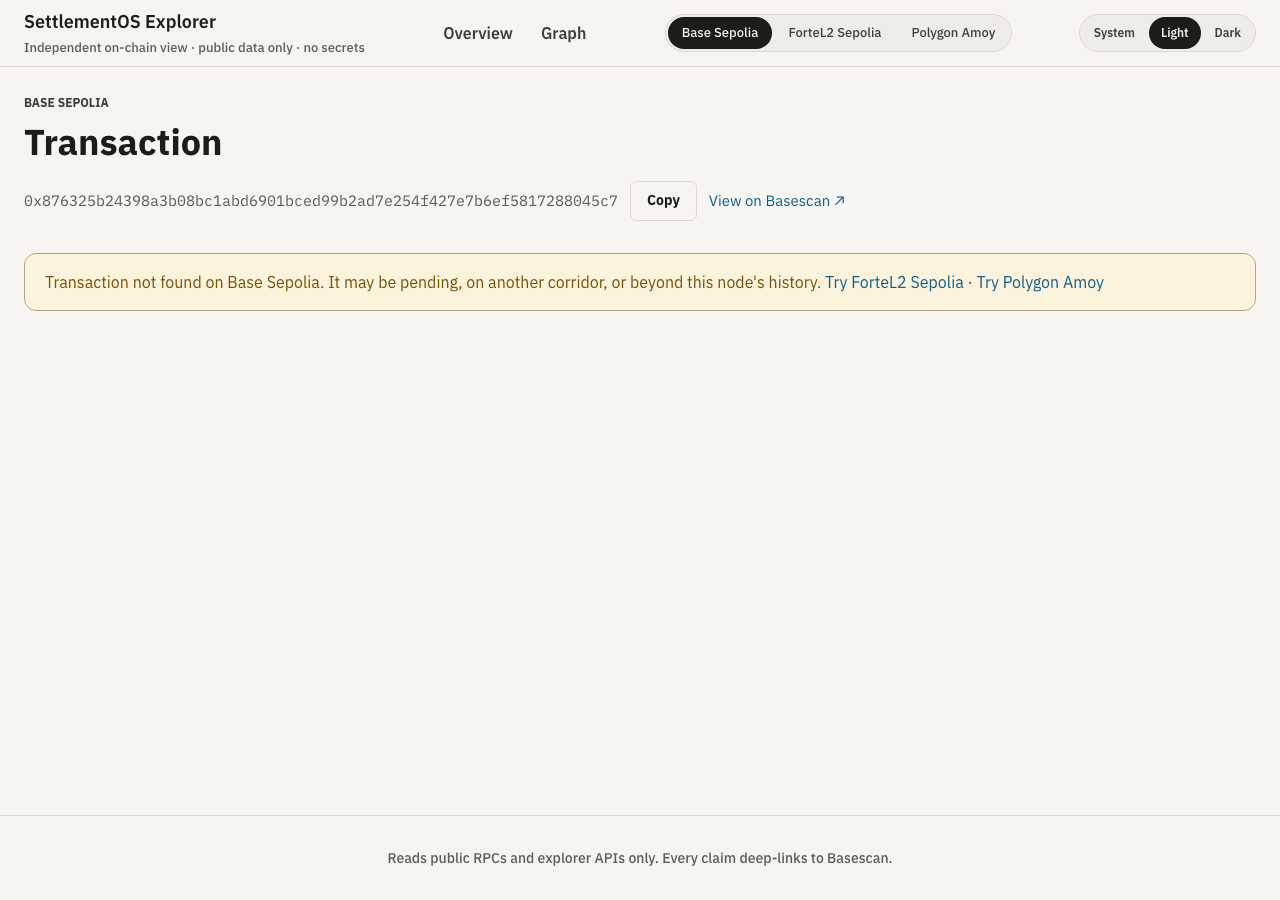 SettlementOS Explorer
Independent on-chain view · public data only · no secrets
Overview
Graph
Base Sepolia
ForteL2 Sepolia
Polygon Amoy
System
Light
Dark
BASE SEPOLIA
Transaction
0x876325b24398a3b08bc1abd6901bced99b2ad7e254f427e7b6ef5817288045c7
Copy
View on Basescan ↗
Transaction not found on Base Sepolia. It may be pending, on another corridor, or beyond this node's history. Try ForteL2 Sepolia · Try Polygon Amoy
Reads public RPCs and explorer APIs only. Every claim deep-links to Basescan.